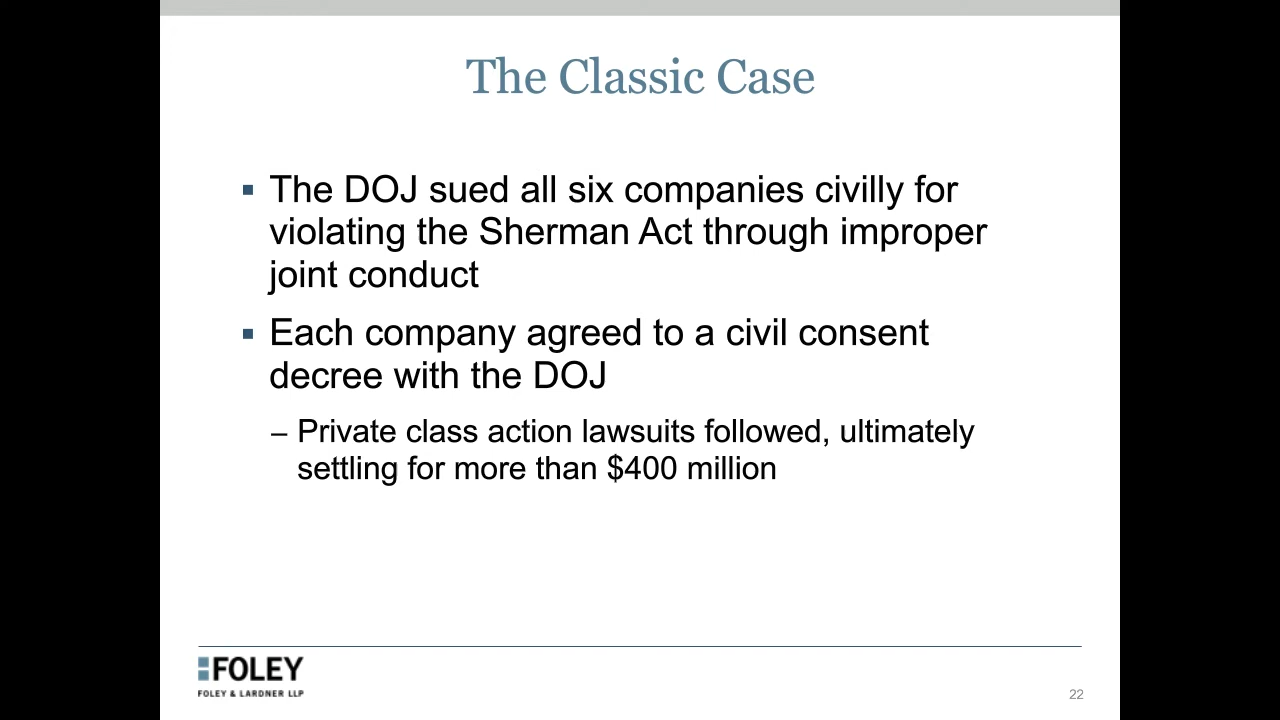 The Classic Case
▪ The DOJ sued all six companies civilly for
violating the Sherman Act through improper
joint conduct
▪ Each company agreed to a civil consent
decree with the DOJ
– Private class action lawsuits followed, ultimately
settling for more than $400 million
FOLEY
FOLEY & LARDNER LLP
22